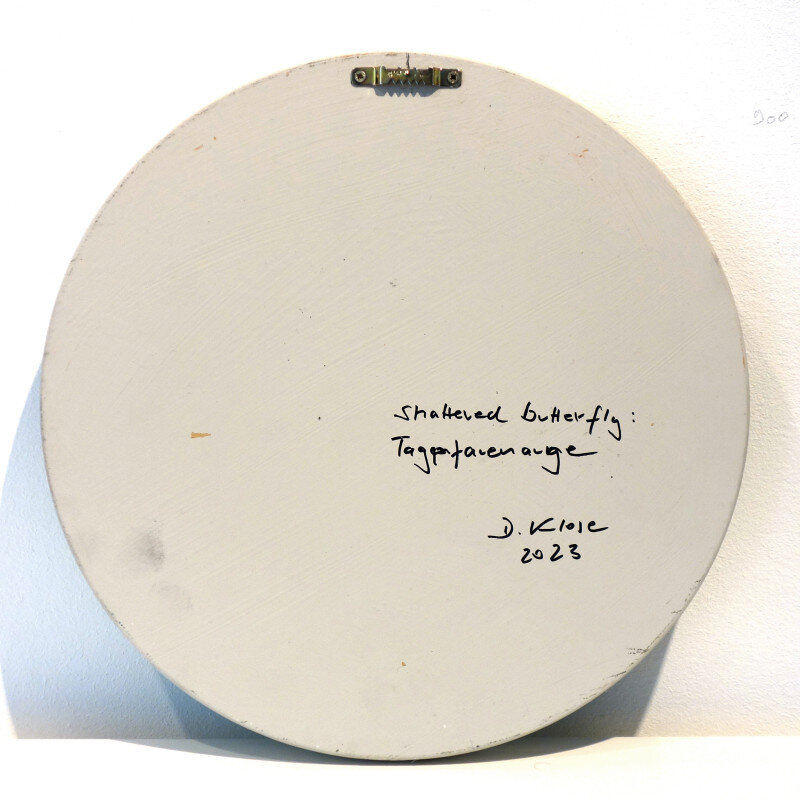 Shattered butterfly:
Tagpfauenauge
D. Klose
2023